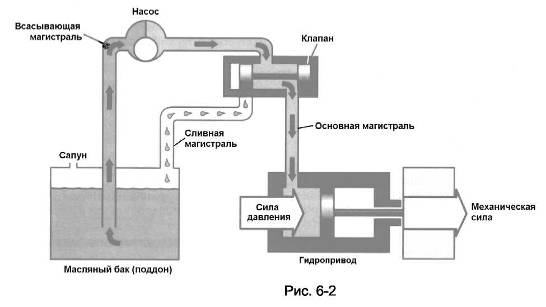 Насос
Всасывающая
магистраль
Клапан
Основная магистраль
Сливная
магистраль
Сапун
Сила
давления
Механическая
сила
Гидропривод
Масляный бак (поддон)
Рис. 6-2